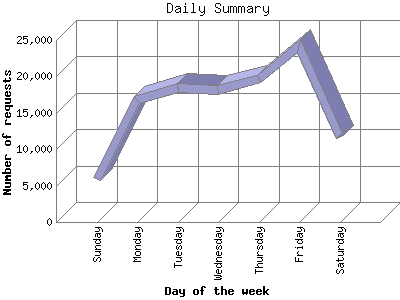 Daily Summary
25,000
20,000
15,000
10,000
5,000
0
Number of requests
Sunday
Monday
Tuesday
Wednesday
Thursday
Friday
Saturday
Day of the week